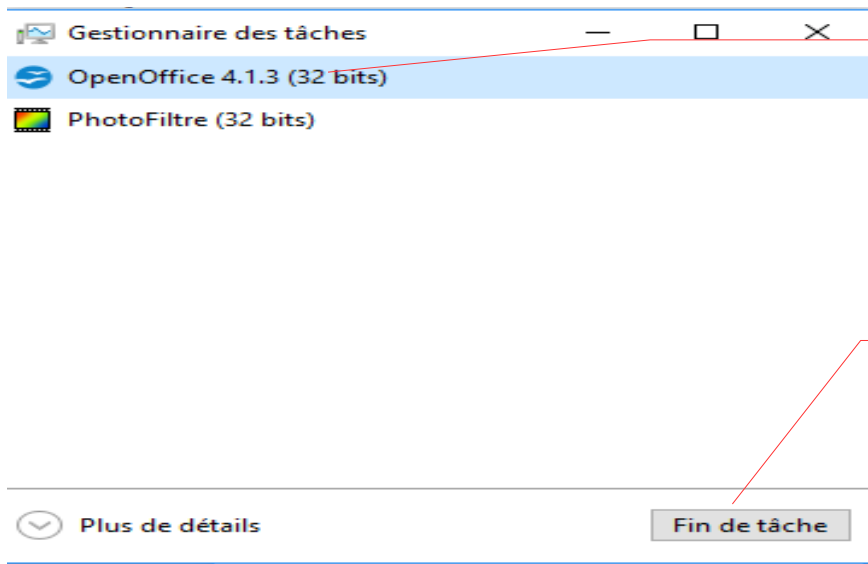 Gestionnaire des tâches
OpenOffice 4.1.3 (32 bits)
PhotoFiltre (32 bits)
Plus de détails
Fin de tâche